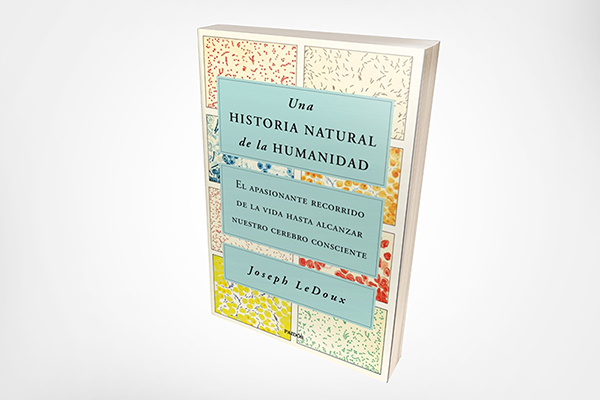 Una
HISTORIA NATURAL
de la HUMANIDAD
EL APASIONANTE RECORRIDO
DE LA VIDA HASTA ALCANZAR
NUESTRO CEREBRO CONSCIENTE
Joseph LeDoux
PAIDÓS